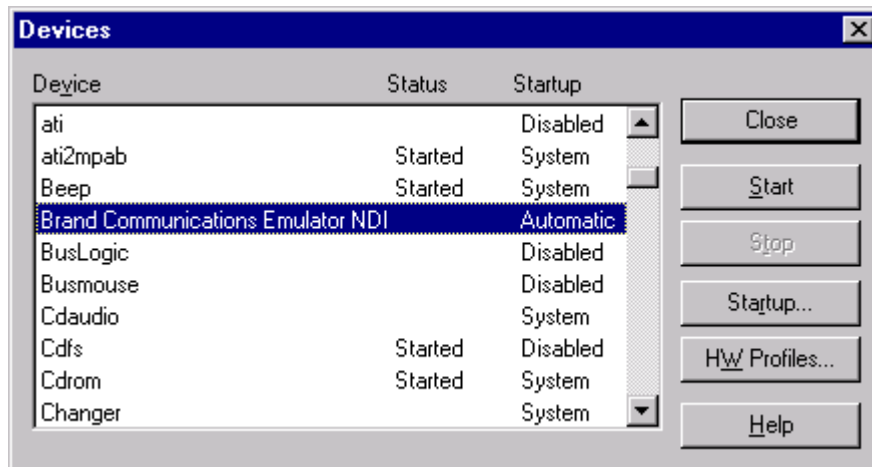 Devices
Device Status Startup
ati Disabled
ati2mpab Started System
Beep Started System
Brand Communications Emulator NDI Automatic
BusLogic Disabled
Busmouse Disabled
Cdaudio System
Cdfs Started Disabled
Cdrom Started System
Changer System
Close
Start
Stop
Startup...
HW Profiles...
Help